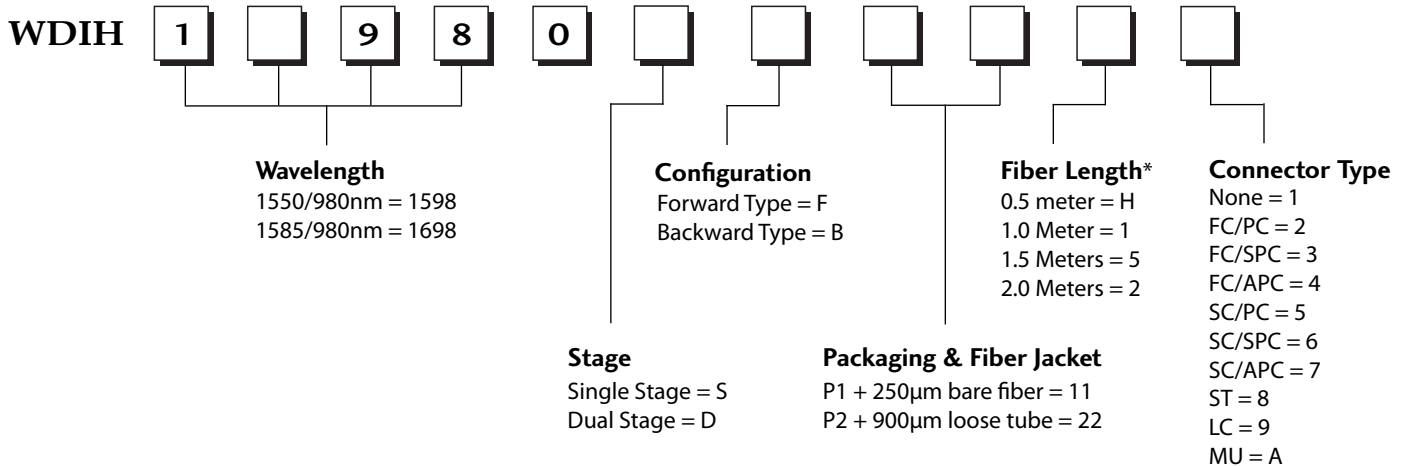 WDIH 1 9 8 0
Wavelength
1550/980nm = 1598
1585/980nm = 1698
Configuration
Forward Type = F
Backward Type = B
Fiber Length*
0.5 meter = H
1.0 Meter = 1
1.5 Meters = 5
2.0 Meters = 2
Connector Type
None = 1
FC/PC = 2
FC/SPC = 3
FC/APC = 4
SC/PC = 5
SC/SPC = 6
SC/APC = 7
ST = 8
LC = 9
MU = A
Stage
Single Stage = S
Dual Stage = D
Packaging & Fiber Jacket
P1 + 250µm bare fiber = 11
P2 + 900µm loose tube = 22